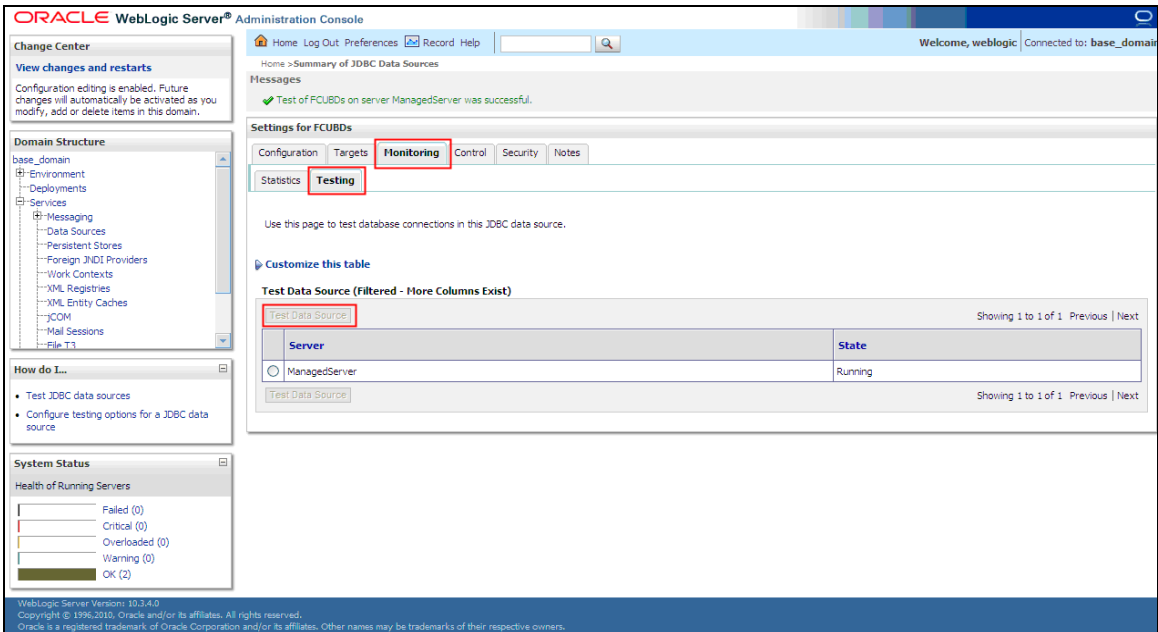 ORACLE WebLogic Server® Administration Console
Change Center
View changes and restarts
Configuration editing is enabled. Future
changes will automatically be activated as you
modify, add or delete items in this domain.
Domain Structure
base_domain
Environment
Deployments
Services
Messaging
Data Sources
Persistent Stores
Foreign JNDI Providers
Work Contexts
XML Registries
XML Entity Caches
jCOM
Mail Sessions
File T3
How do I...
Test JDBC data sources
Configure testing options for a JDBC data
source
System Status
Health of Running Servers
Failed (0)
Critical (0)
Overloaded (0)
Warning (0)
OK (2)
Home Log Out Preferences Record Help
Welcome, weblogic Connected to: base_domain
Home >Summary of JDBC Data Sources
Messages
Test of FCUBDs on server ManagedServer was successful.
Settings for FCUBDs
Configuration Targets Monitoring Control Security Notes
Statistics Testing
Use this page to test database connections in this JDBC data source.
Customize this table
Test Data Source (Filtered - More Columns Exist)
Test Data Source Showing 1 to 1 of 1 Previous | Next
Server State
ManagedServer Running
Test Data Source Showing 1 to 1 of 1 Previous | Next
WebLogic Server Version: 10.3.4.0
Copyright © 1996,2010, Oracle and/or its affiliates. All rights reserved.
Oracle is a registered trademark of Oracle Corporation and/or its affiliates. Other names may be trademarks of their respective owners.